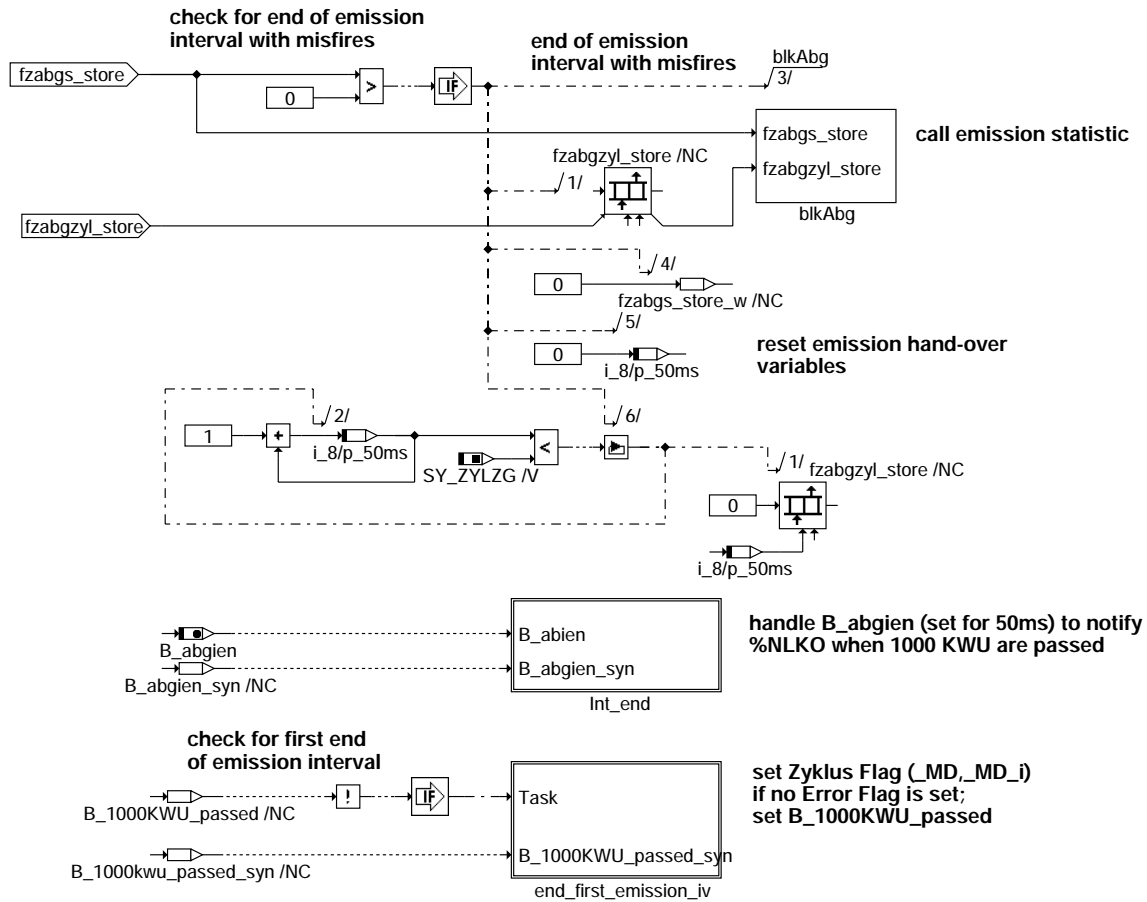 check for end of emission
interval with misfires
end of emission
interval with misfires
blkAbg
3/
fzabgs_store
>
IF
0
fzabgs_store
call emission statistic
fzabgzyl_store /NC
1/
fzabgzyl_store
blkAbg
fzabgzyl_store
4/
0
fzabgs_store_w /NC
5/
0
i_8/p_50ms
reset emission hand-over
variables
2/
6/
1
+
i_8/p_50ms
<
SY_ZYLZG /V
1/
fzabgzyl_store /NC
0
i_8/p_50ms
B_abgien
B_abien
B_abgien_syn /NC
B_abgien_syn
Int_end
handle B_abgien (set for 50ms) to notify
%NLKO when 1000 KWU are passed
check for first end
of emission interval
B_1000KWU_passed /NC
!
IF
Task
B_1000kwu_passed_syn /NC
B_1000KWU_passed_syn
end_first_emission_iv
set Zyklus Flag (_MD,_MD_i)
if no Error Flag is set;
set B_1000KWU_passed